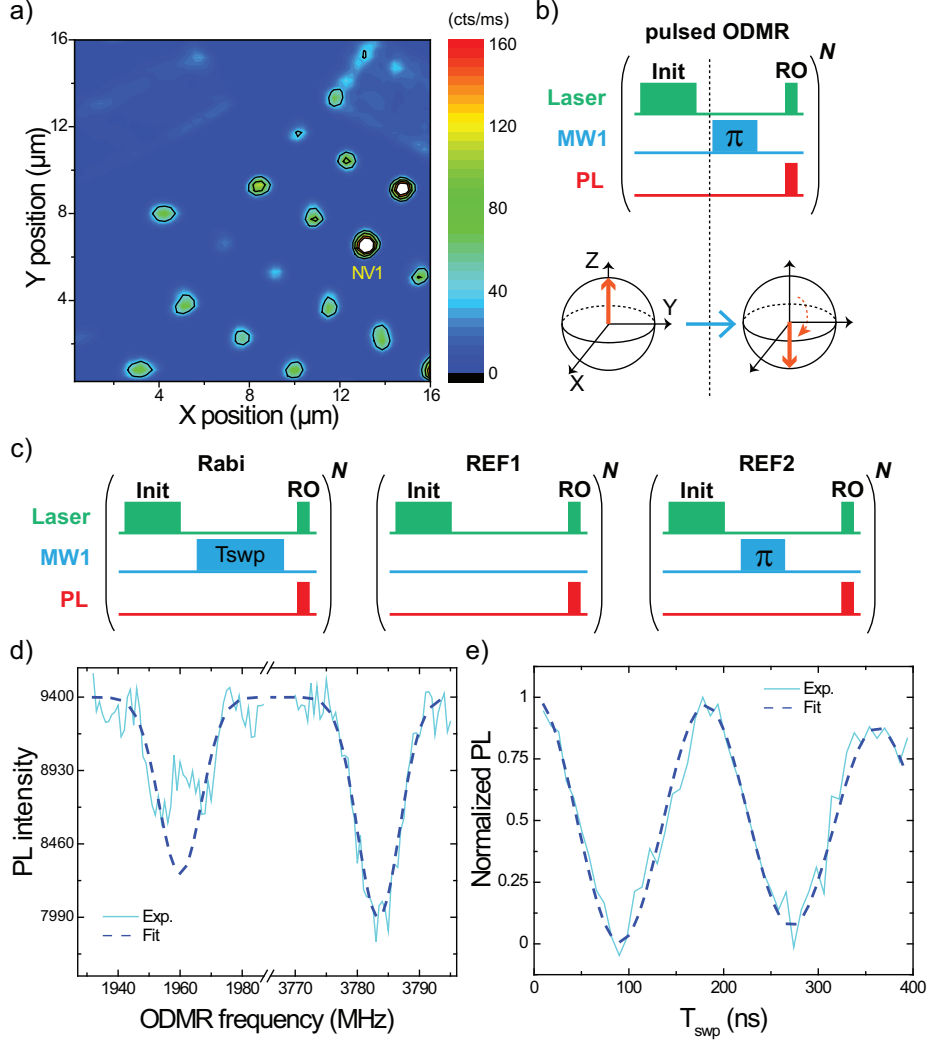 a)
(cts/ms)
16
12
8
4
4
8
12
16
Y position (µm)
X position (µm)
NV1
160
120
80
40
0
b)
pulsed ODMR
N
Init
RO
Laser
MW1
π
PL
Z
Y
X
c)
Rabi
N
REF1
N
REF2
N
Init
RO
Init
RO
Init
RO
Laser
MW1
Tswp
π
PL
d)
9400
8930
8460
7990
PL intensity
Exp.
Fit
1940
1960
1980
3770
3780
3790
ODMR frequency (MHz)
e)
1
0.75
0.5
0.25
0
Normalized PL
Exp.
Fit
0
100
200
300
400
Tswp (ns)